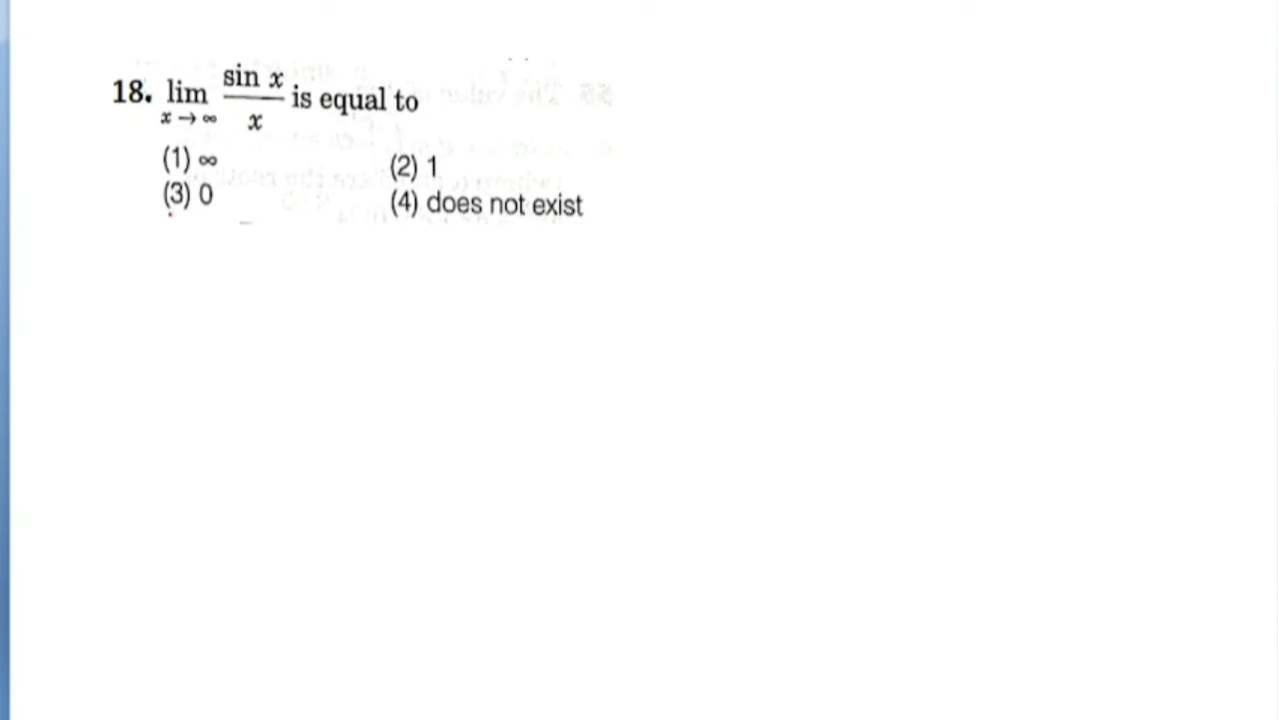 18. lim x → ∞ sin x / x is equal to
(1) ∞ (2) 1
(3) 0 (4) does not exist